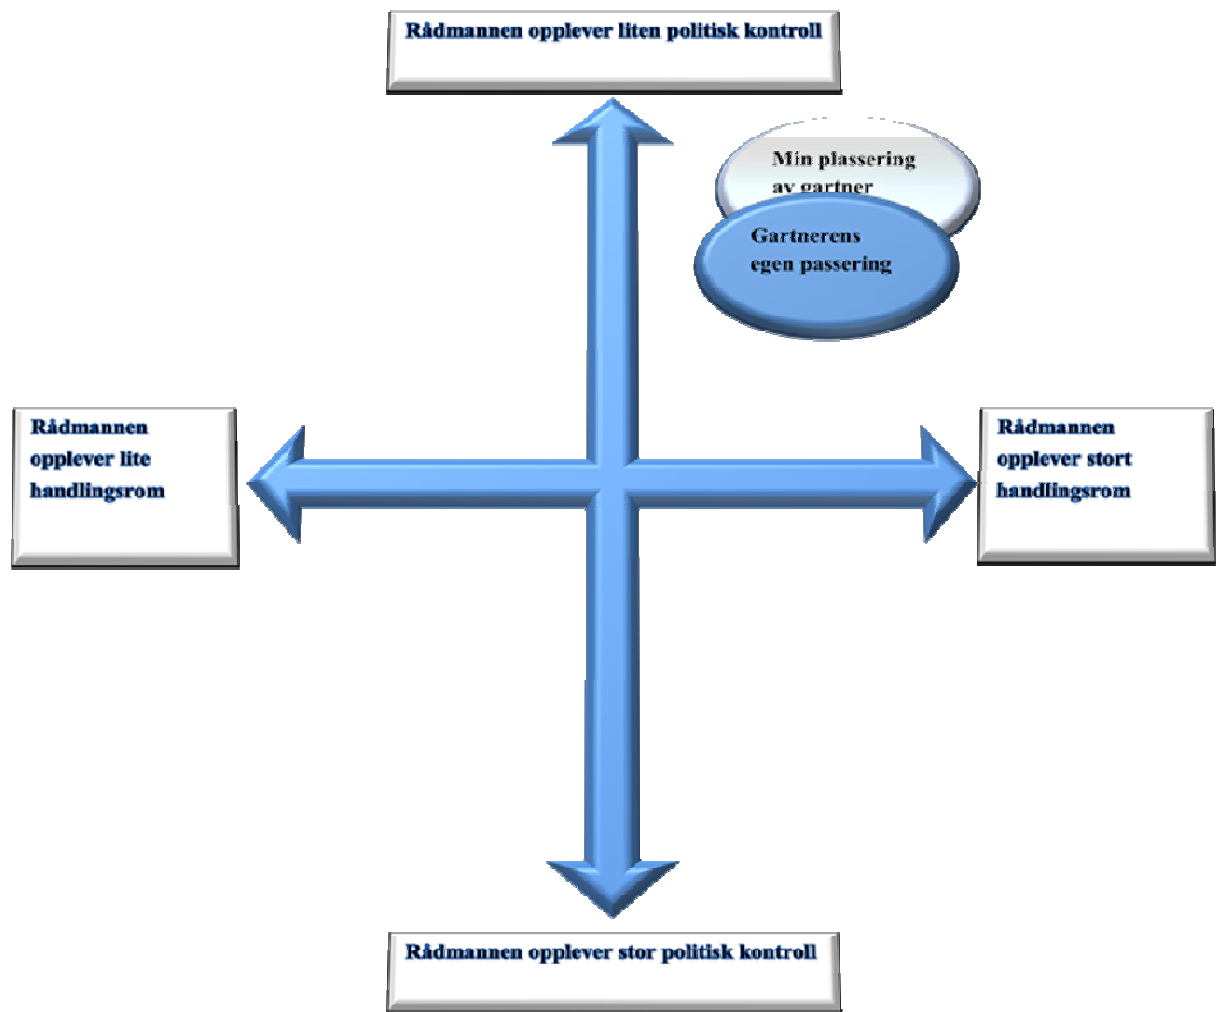 Rådmannen opplever liten politisk kontroll
Min plassering
av gartner
Gartnerens
egen passering
Rådmannen
opplever lite
handlingsrom
Rådmannen
opplever stort
handlingsrom
Rådmannen opplever stor politisk kontroll